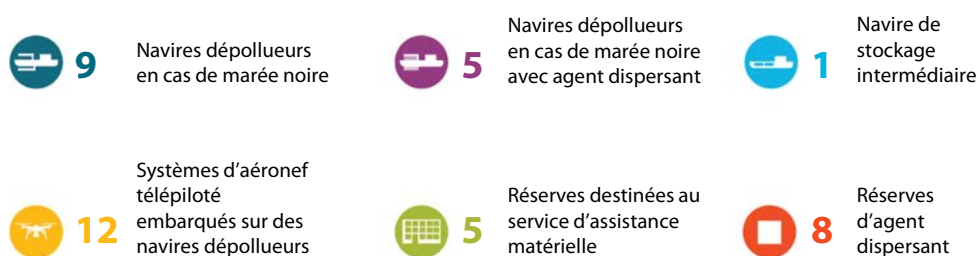 9
Navires dépollueurs
en cas de marée noire
5
Navires dépollueurs
en cas de marée noire
avec agent dispersant
1
Navire de
stockage
intermédiaire
12
Systèmes d’aéronef
télépiloté
embarqués sur des
navires dépollueurs
5
Réserves destinées au
service d’assistance
matérielle
8
Réserves
d’agent
dispersant